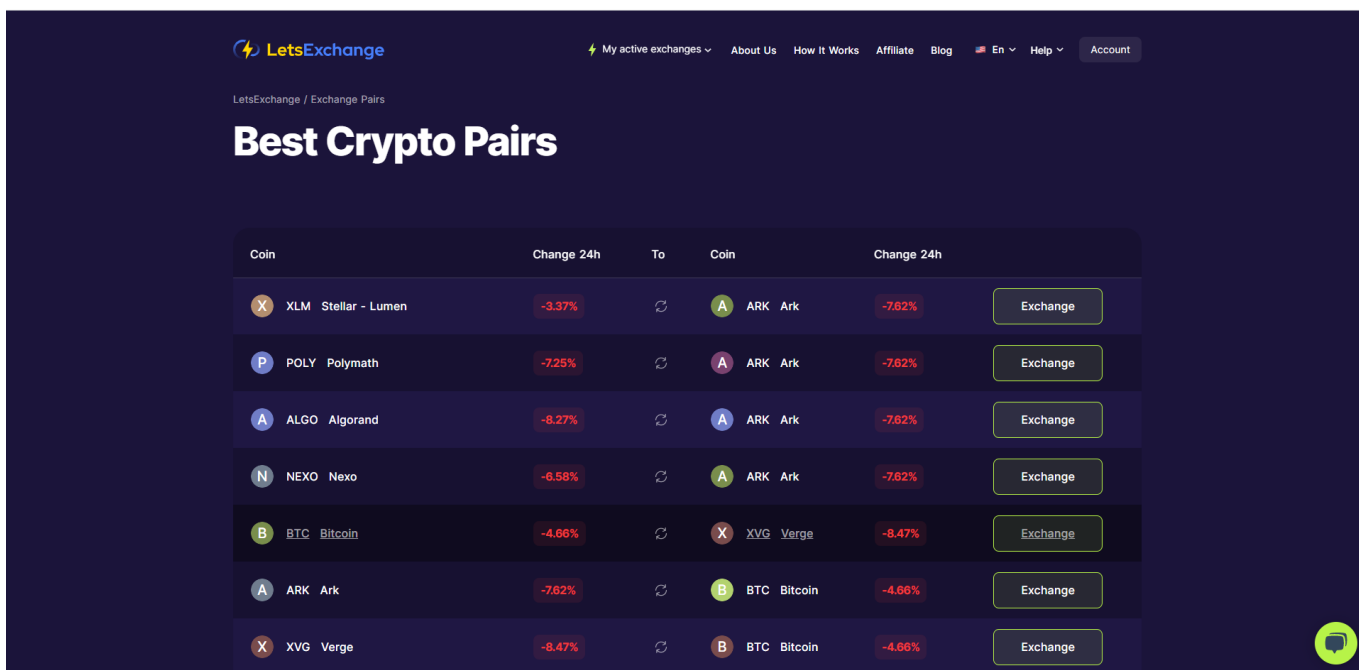 LetsExchange My active exchanges About Us How It Works Affiliate Blog En Help Account
LetsExchange / Exchange Pairs
Best Crypto Pairs
Coin Change 24h To Coin Change 24h
X XLM Stellar - Lumen -3.37% A ARK Ark -7.62% Exchange
P POLY Polymath -7.25% A ARK Ark -7.62% Exchange
A ALGO Algorand -8.27% A ARK Ark -7.62% Exchange
N NEXO Nexo -6.58% A ARK Ark -7.62% Exchange
B BTC Bitcoin -4.66% X XVG Verge -8.47% Exchange
A ARK Ark -7.62% B BTC Bitcoin -4.66% Exchange
X XVG Verge -8.47% B BTC Bitcoin -4.66% Exchange